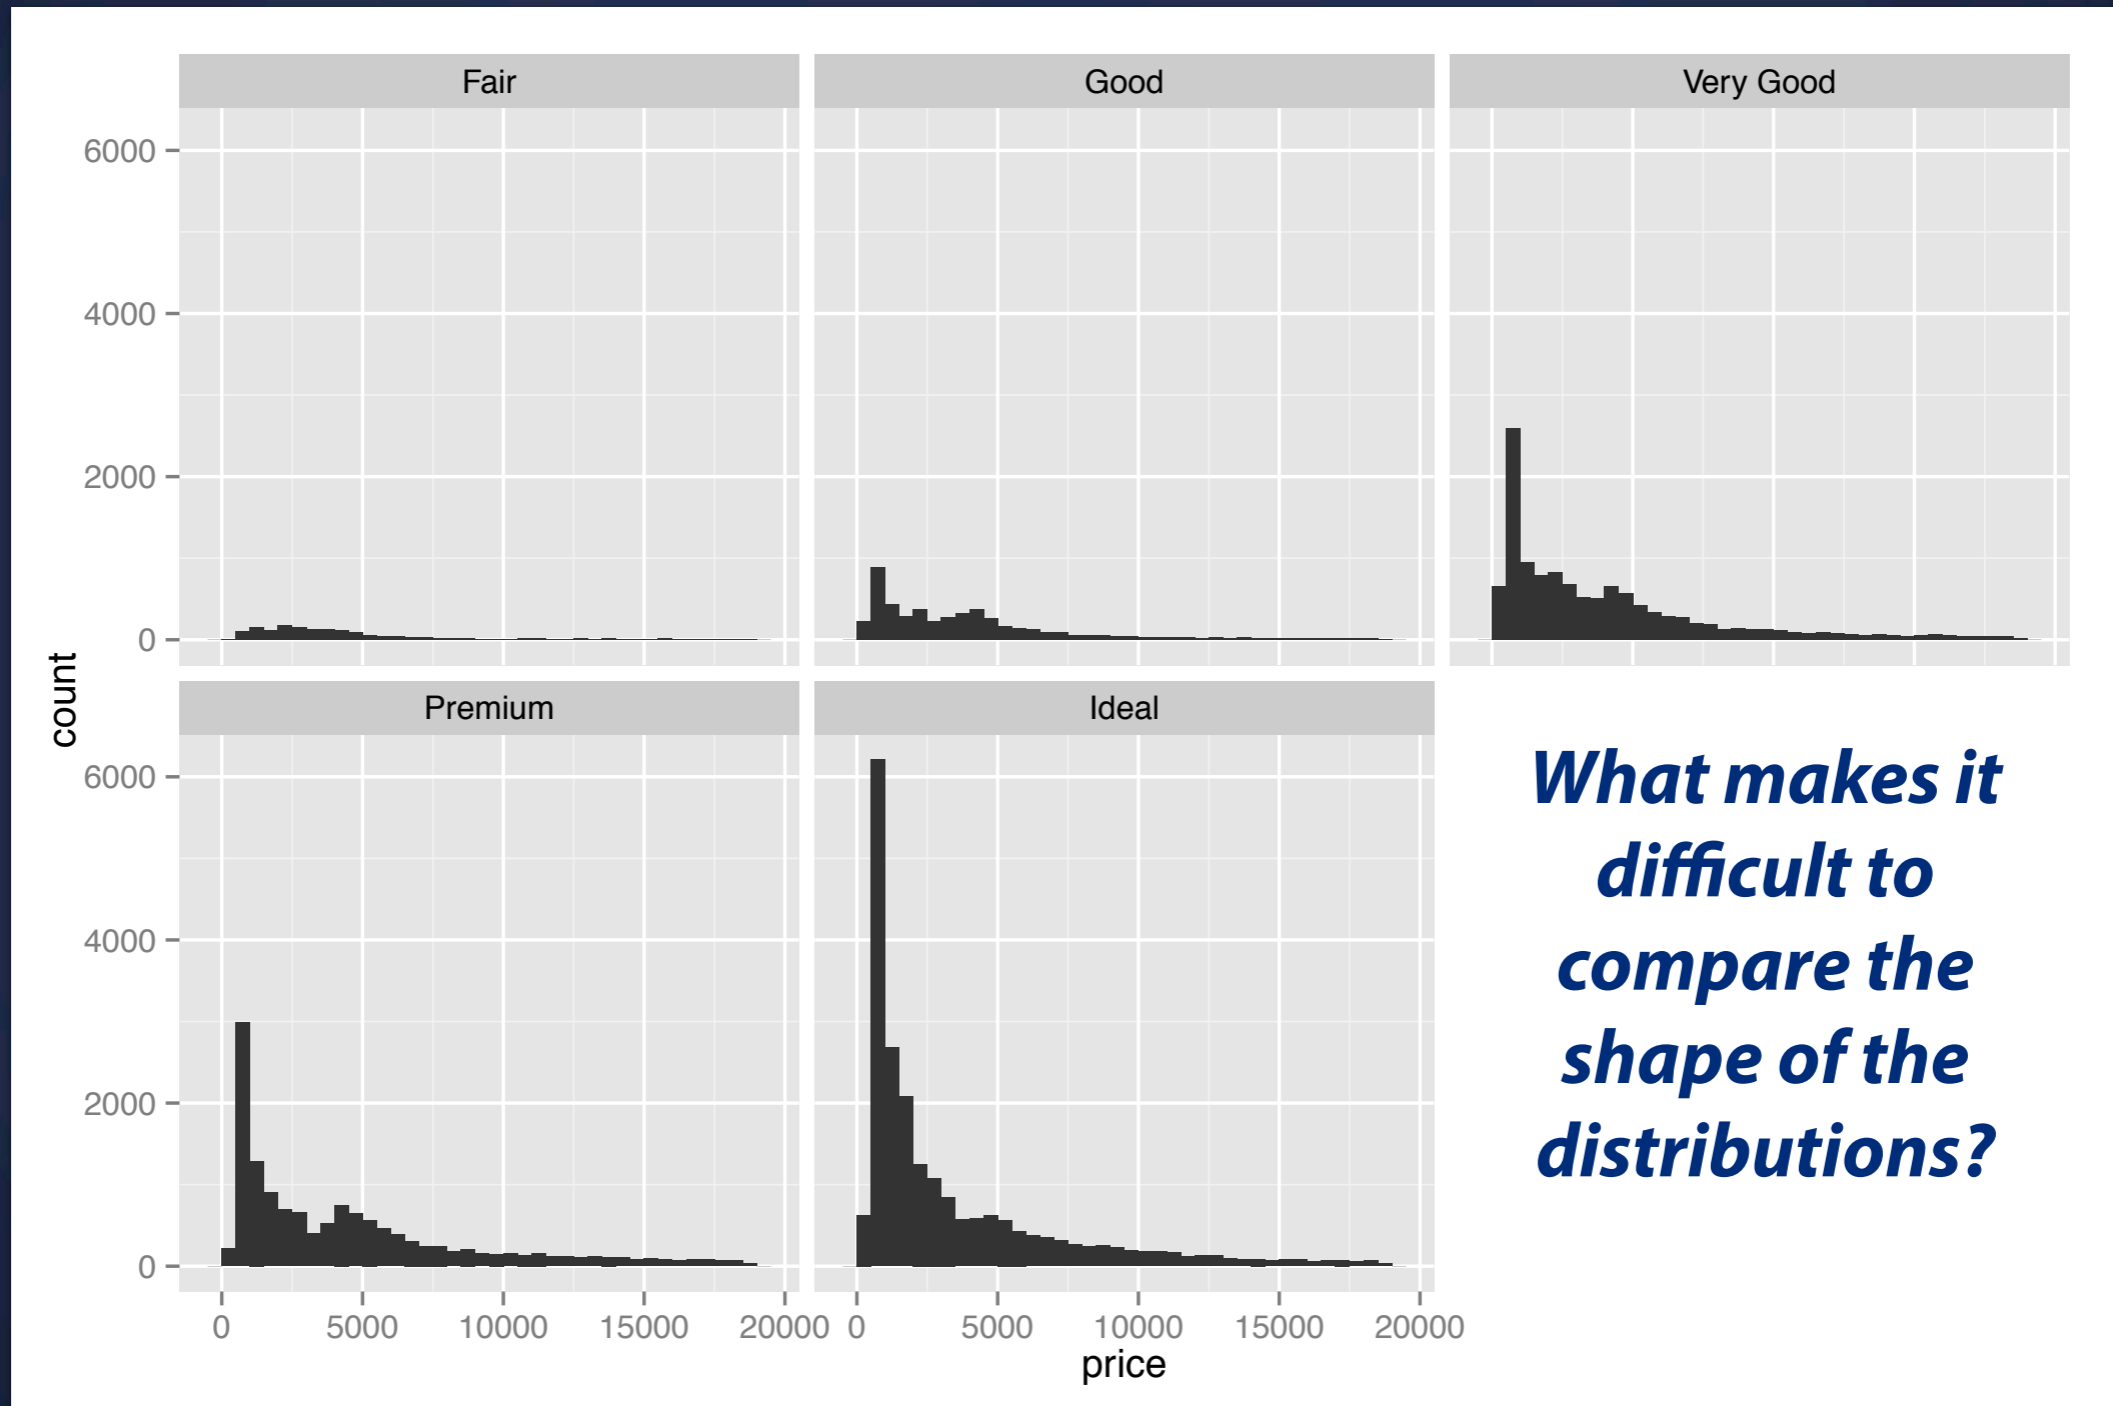 Fair
Good
Very Good
6000
4000
2000
0
Premium
Ideal
6000
4000
2000
0
0 5000 10000 15000 20000
0 5000 10000 15000 20000
count
price
What makes it
difficult to
compare the
shape of the
distributions?